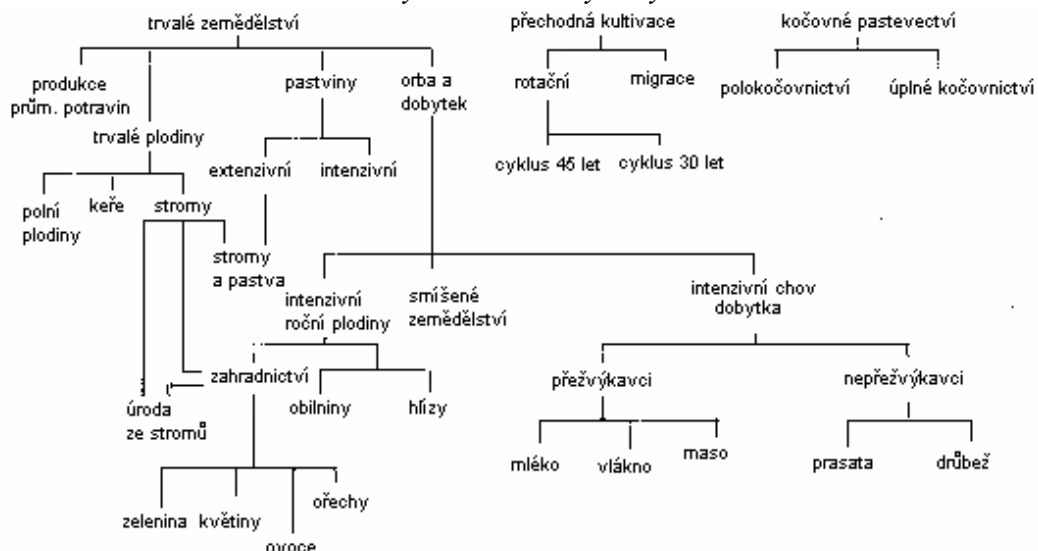 trvalé zemědělství
přechodná kultivace
kočovné pastevectví
produkce
prům. potravin
pastviny
orba a
dobytek
rotační
migrace
polokočovnictví
úplné kočovnictví
trvalé plodiny
extenzivní
intenzivní
cyklus 45 let
cyklus 30 let
polní
plodiny
keře
stromy
stromy
a pastva
intenzivní
roční plodiny
smíšené
zemědělství
intenzivní chov
dobytka
zahradnictví
přežvýkavci
nepřežvýkavci
úroda
ze stromů
obilniny
hlízy
mléko
vlákno
maso
prasata
drůbež
zelenina
květiny
ořechy
ovoce